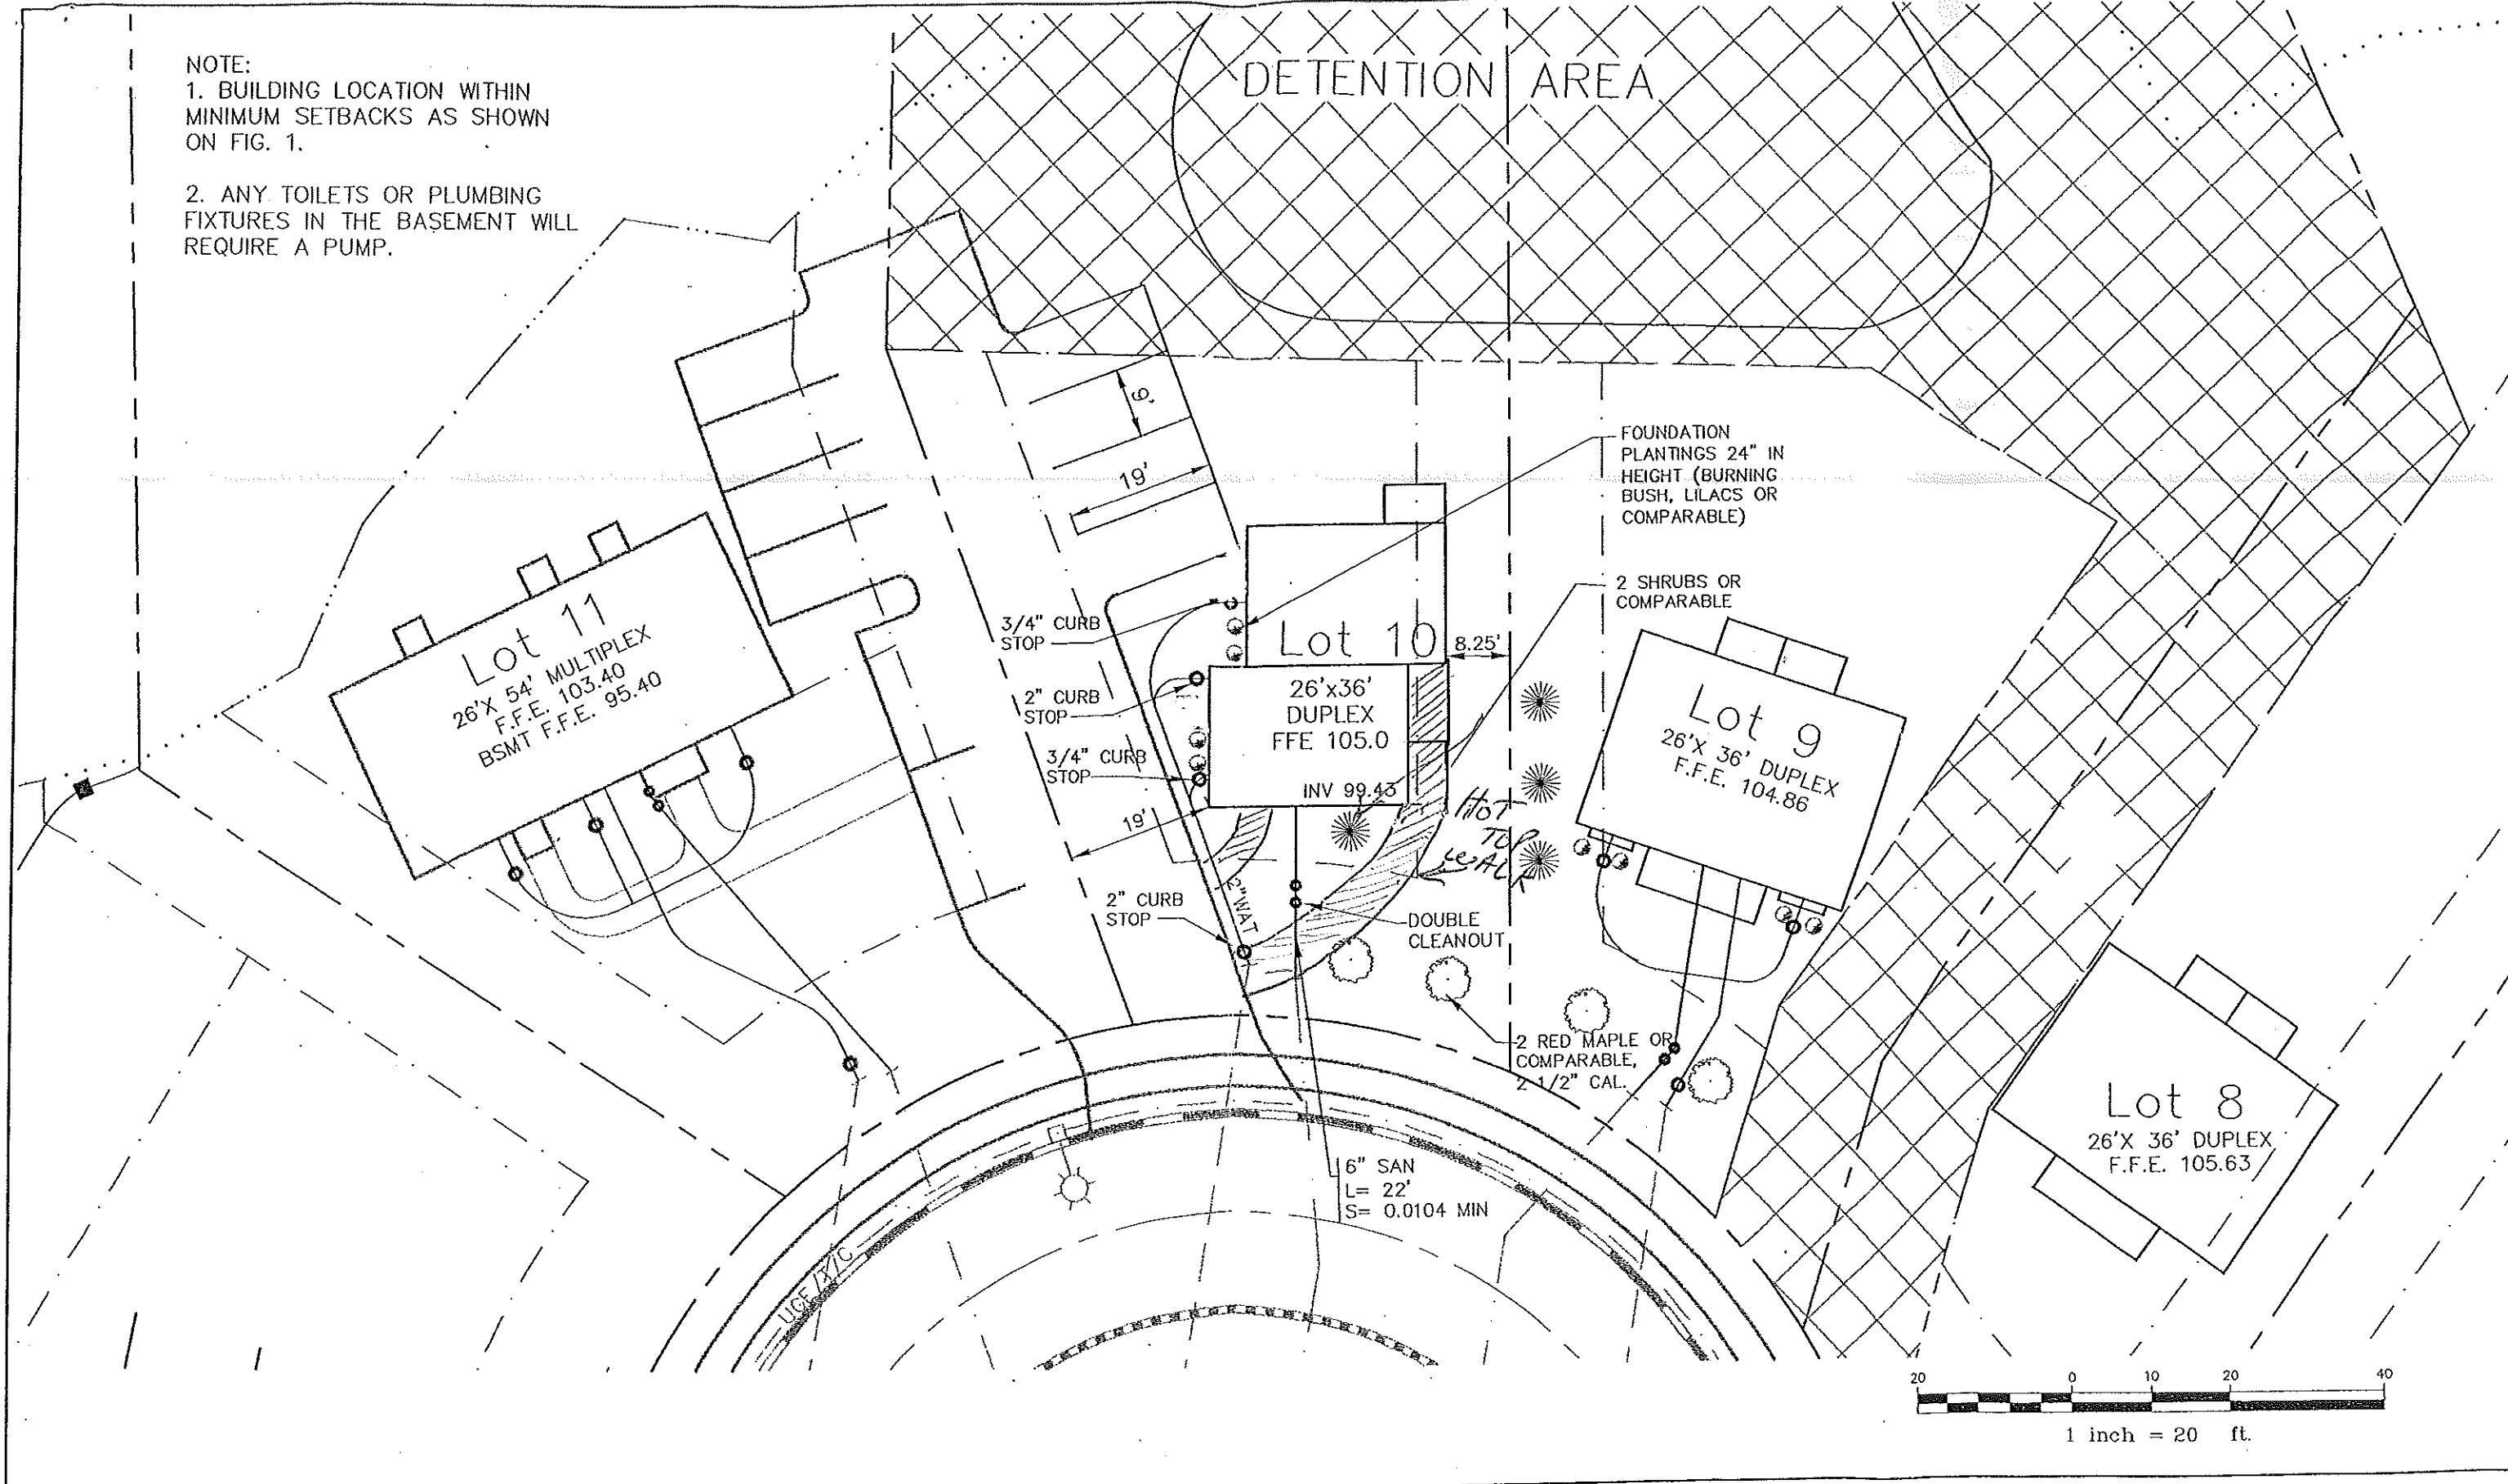 NOTE:
1. BUILDING LOCATION WITHIN
MINIMUM SETBACKS AS SHOWN
ON FIG. 1.
2. ANY TOILETS OR PLUMBING
FIXTURES IN THE BASEMENT WILL
REQUIRE A PUMP.
DETENTION AREA
9'
19'
FOUNDATION
PLANTINGS 24" IN
HEIGHT (BURNING
BUSH, LILACS OR
COMPARABLE)
2 SHRUBS OR
COMPARABLE
Lot 11
26'X 54' MULTIPLEX
F.F.E. 103.40
BSMT F.F.E. 95.40
3/4" CURB
STOP
2" CURB
STOP
3/4" CURB
STOP
19'
2" CURB
STOP
2"WAT
Lot 10
8.25'
26'x36'
DUPLEX
FFE 105.0
INV 99.43
HOT
TOP
WALK
DOUBLE
CLEANOUT
Lot 9
26'X 36' DUPLEX
F.F.E. 104.86
2 RED MAPLE OR
COMPARABLE,
2 1/2" CAL.
Lot 8
26'X 36' DUPLEX
F.F.E. 105.63
6" SAN
L= 22'
S= 0.0104 MIN
UGE/T/C
20 0 10 20 40
1 inch = 20 ft.